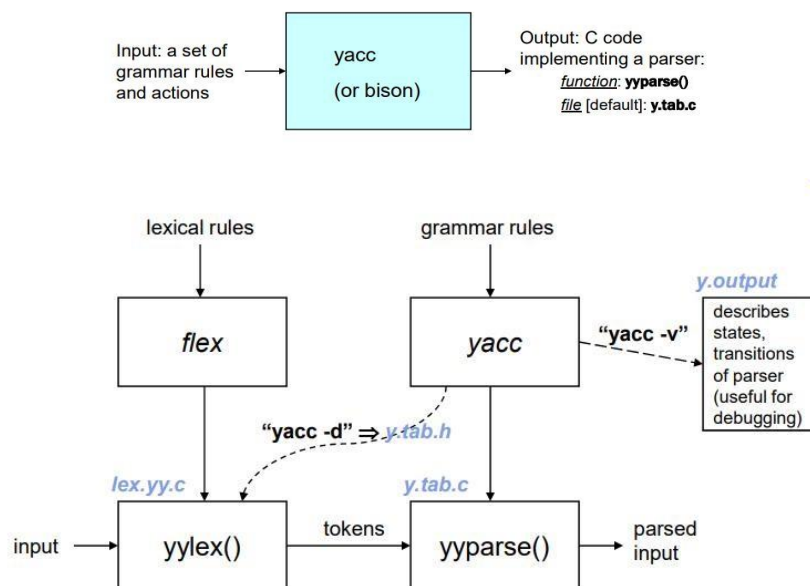 Input: a set of
grammar rules
and actions
yacc
(or bison)
Output: C code
implementing a parser:
function: yyparse()
file [default]: y.tab.c
lexical rules
grammar rules
y.output
flex
yacc
"yacc -v"
describes
states,
transitions
of parser
(useful for
debugging)
"yacc -d" ⇒ y.tab.h
lex.yy.c
y.tab.c
input
yylex()
tokens
yyparse()
parsed
input